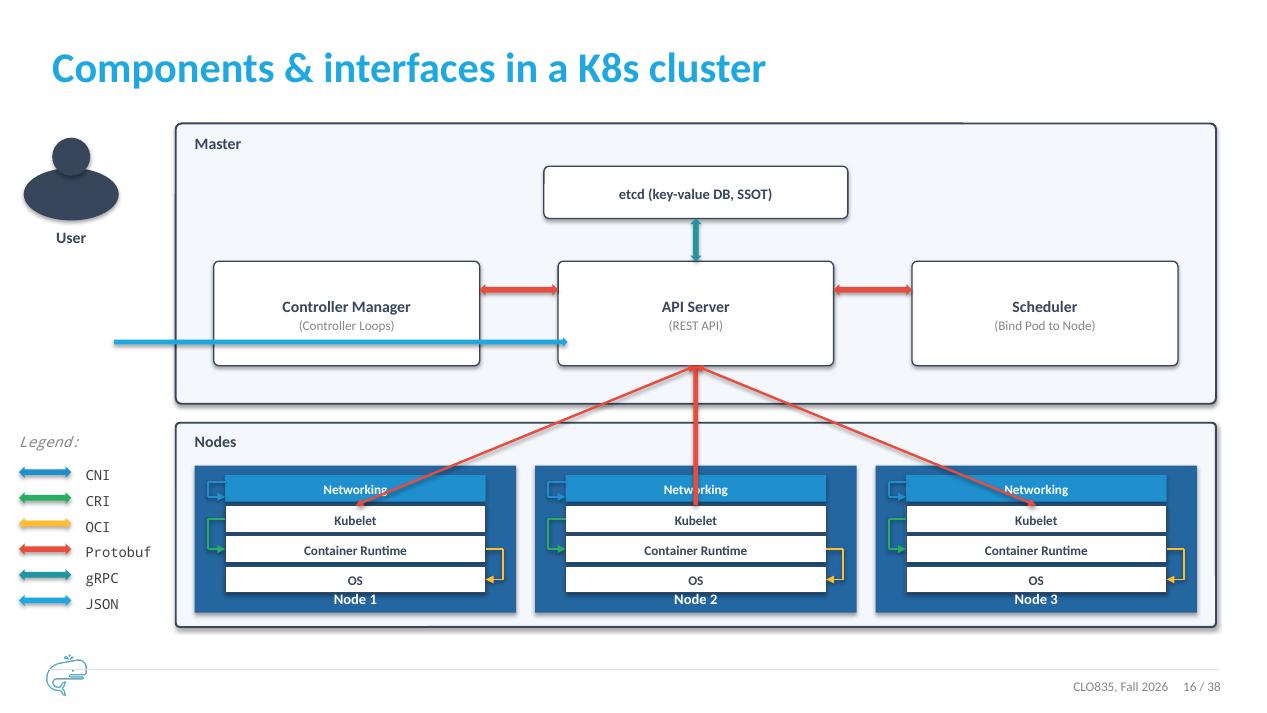 Components & interfaces in a K8s cluster
Master
etcd (key-value DB, SSOT)
User
Controller Manager
(Controller Loops)
API Server
(REST API)
Scheduler
(Bind Pod to Node)
Legend:
CNI
CRI
OCI
Protobuf
gRPC
JSON
Nodes
Networking
Kubelet
Container Runtime
OS
Node 1
Networking
Kubelet
Container Runtime
OS
Node 2
Networking
Kubelet
Container Runtime
OS
Node 3
CLO835, Fall 2026 16 / 38